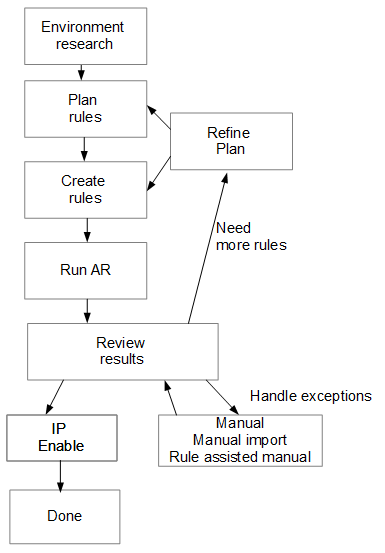 Environment
research
Plan
rules
Refine
Plan
Create
rules
Need
more rules
Run AR
Review
results
Handle exceptions
IP
Enable
Manual
Manual import
Rule assisted manual
Done